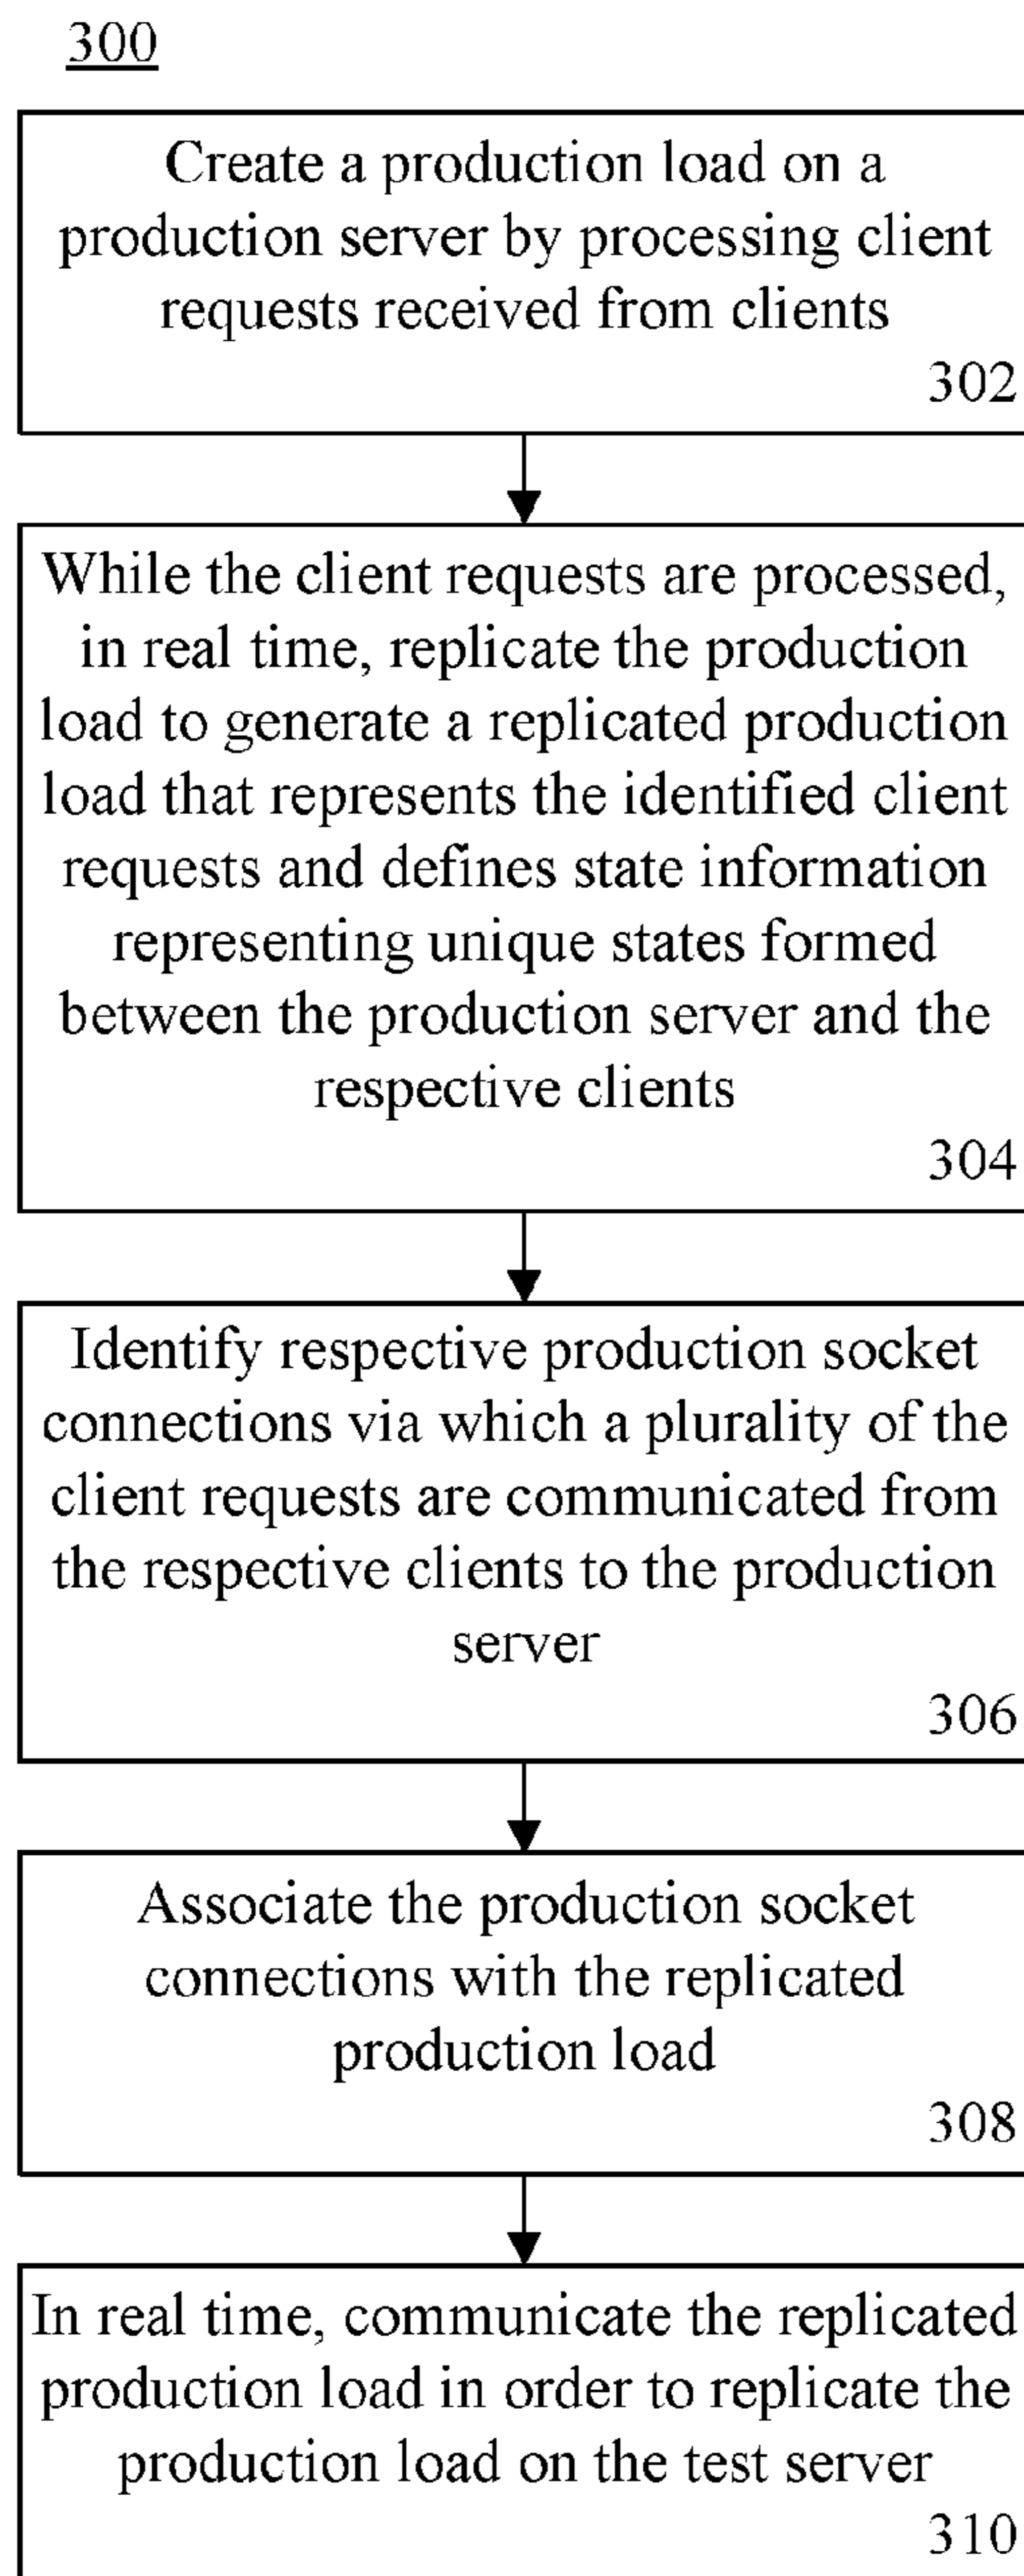 300
Create a production load on a
production server by processing client
requests received from clients
302
While the client requests are processed,
in real time, replicate the production
load to generate a replicated production
load that represents the identified client
requests and defines state information
representing unique states formed
between the production server and the
respective clients
304
Identify respective production socket
connections via which a plurality of the
client requests are communicated from
the respective clients to the production
server
306
Associate the production socket
connections with the replicated
production load
308
In real time, communicate the replicated
production load in order to replicate the
production load on the test server
310